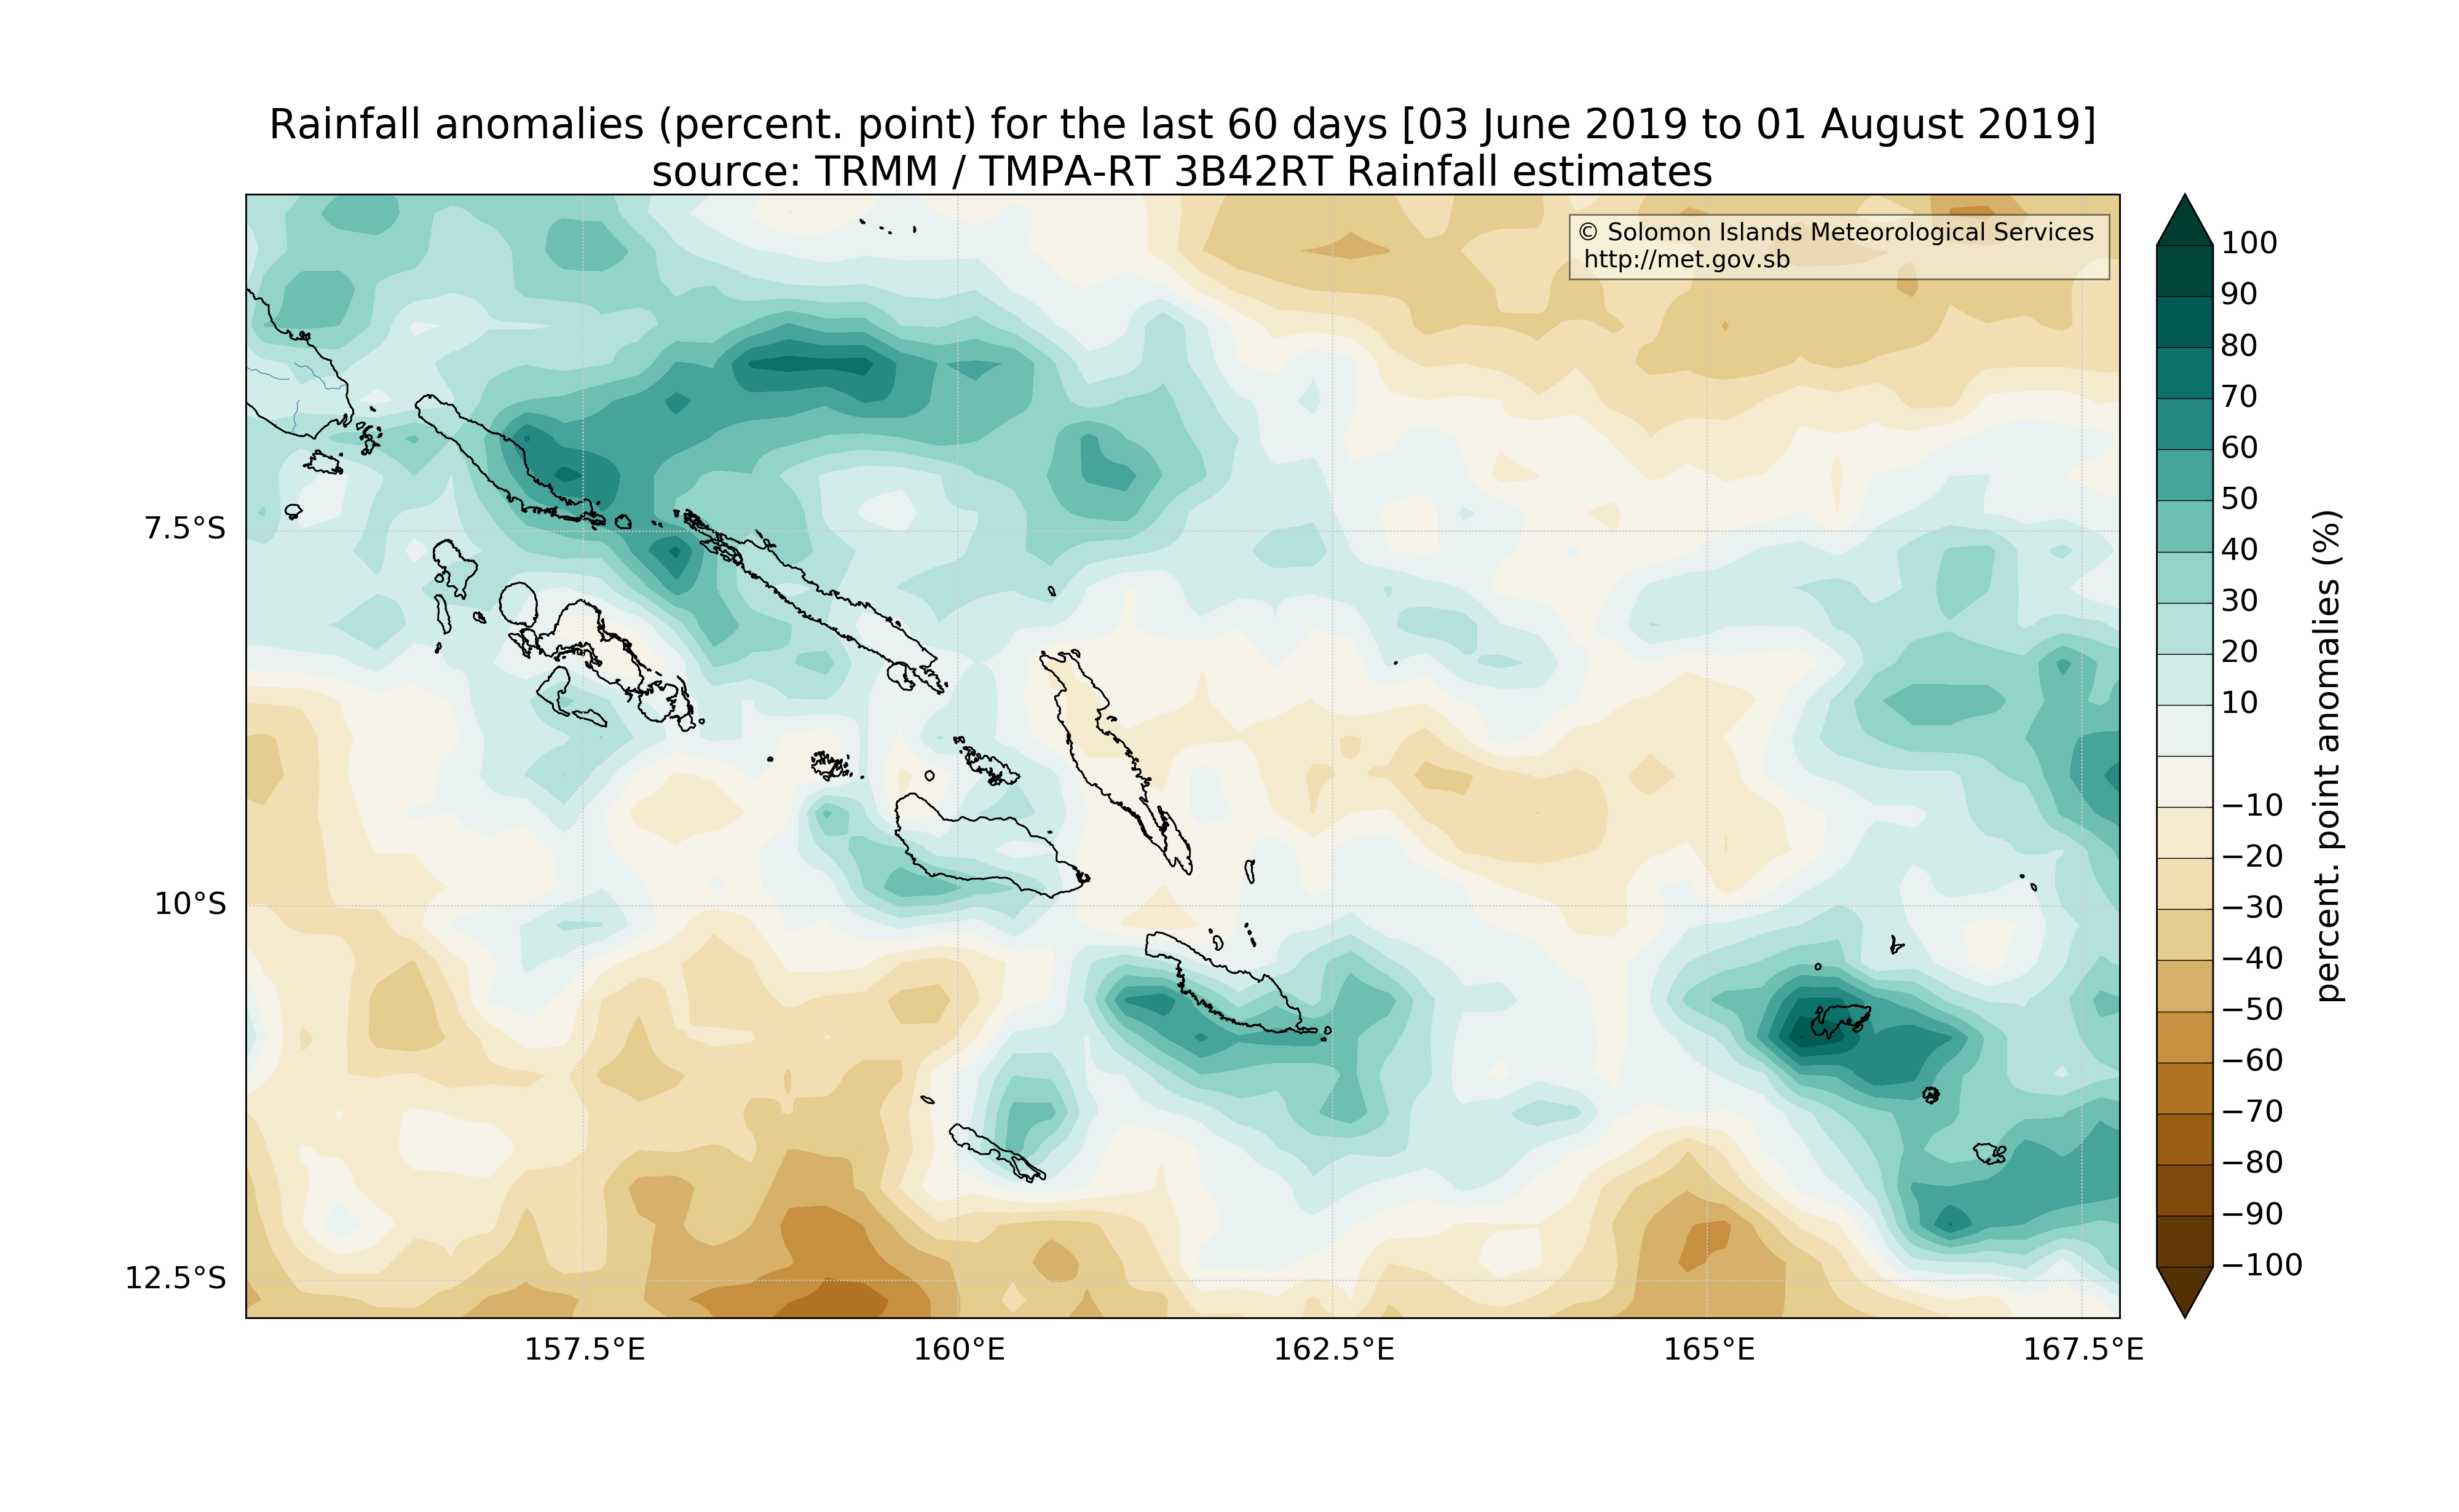 Rainfall anomalies (percent. point) for the last 60 days [03 June 2019 to 01 August 2019]
source: TRMM / TMPA-RT 3B42RT Rainfall estimates
© Solomon Islands Meteorological Services
http://met.gov.sb
7.5°S
10°S
12.5°S
157.5°E
160°E
162.5°E
165°E
167.5°E
100
90
80
70
60
50
40
30
20
10
−10
−20
−30
−40
−50
−60
−70
−80
−90
−100
percent. point anomalies (%)